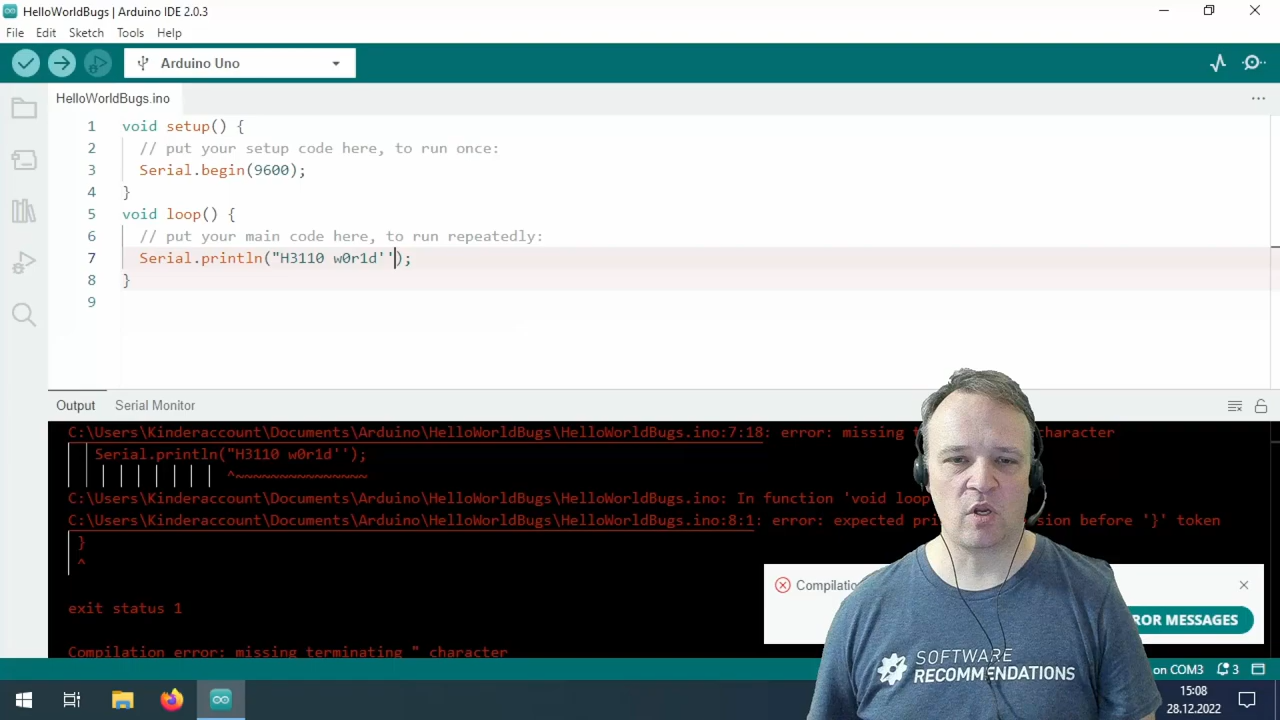 HelloWorldBugs | Arduino IDE 2.0.3
File Edit Sketch Tools Help
Arduino Uno
HelloWorldBugs.ino
1 void setup() {
2 // put your setup code here, to run once:
3 Serial.begin(9600);
4 }
5 void loop() {
6 // put your main code here, to run repeatedly:
7 Serial.println("H3110 w0r1d'');
8 }
9
Output Serial Monitor
C:\Users\Kinderaccount\Documents\Arduino\HelloWorldBugs\HelloWorldBugs.ino:7:18: error: missing character
Serial.println("H3110 w0r1d'');
^~~~~~~~~~~~~~~~
C:\Users\Kinderaccount\Documents\Arduino\HelloWorldBugs\HelloWorldBugs.ino: In function 'void loop
C:\Users\Kinderaccount\Documents\Arduino\HelloWorldBugs\HelloWorldBugs.ino:8:1: error: expected before '}' token
}
^
exit status 1
Compilation error: missing terminating " character
MESSAGES
SOFTWARE
RECOMMENDATIONS
on COM3 3
15:08
28.12.2022